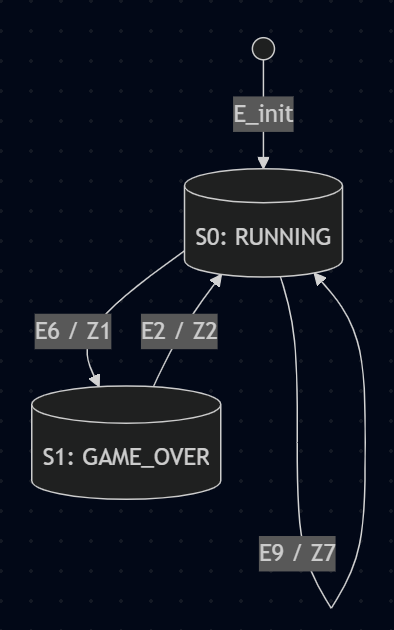 E_init
S0: RUNNING
E6 / Z1
E2 / Z2
S1: GAME_OVER
E9 / Z7